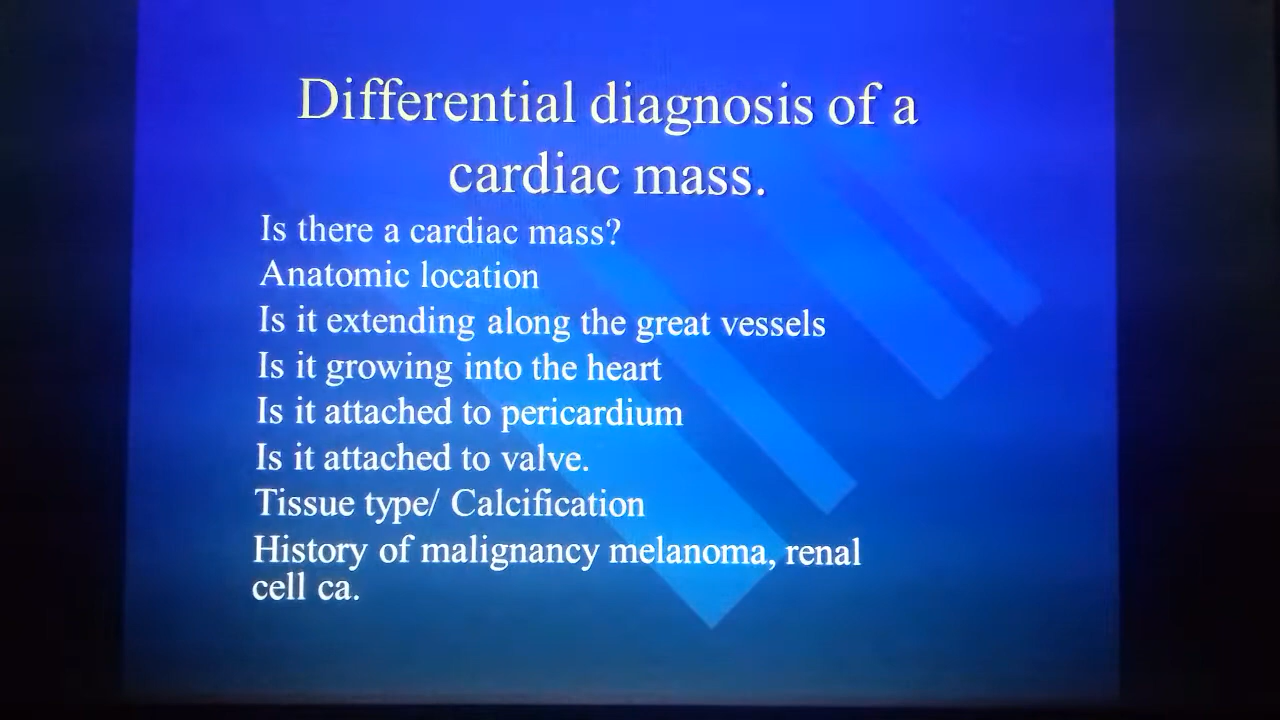 Differential diagnosis of a
cardiac mass.
Is there a cardiac mass?
Anatomic location
Is it extending along the great vessels
Is it growing into the heart
Is it attached to pericardium
Is it attached to valve.
Tissue type/ Calcification
History of malignancy melanoma, renal
cell ca.